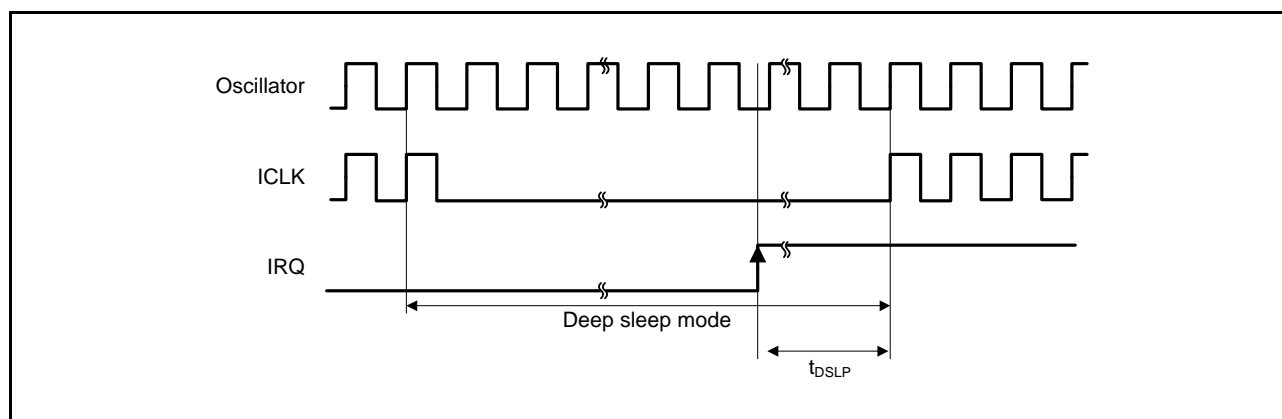 Oscillator
ICLK
IRQ
Deep sleep mode
tDSLP